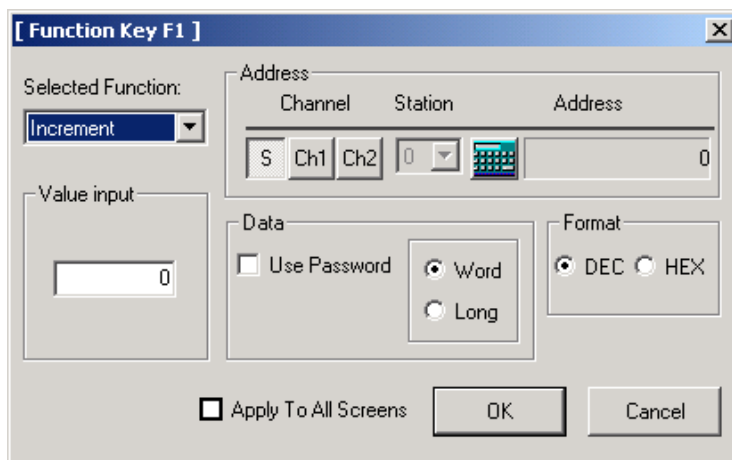 [ Function Key F1 ]
Selected Function:
Increment
Address
Channel Station Address
S Ch1 Ch2 0 0
Value input
0
Data
Use Password
Word
Long
Format
DEC HEX
Apply To All Screens
OK Cancel